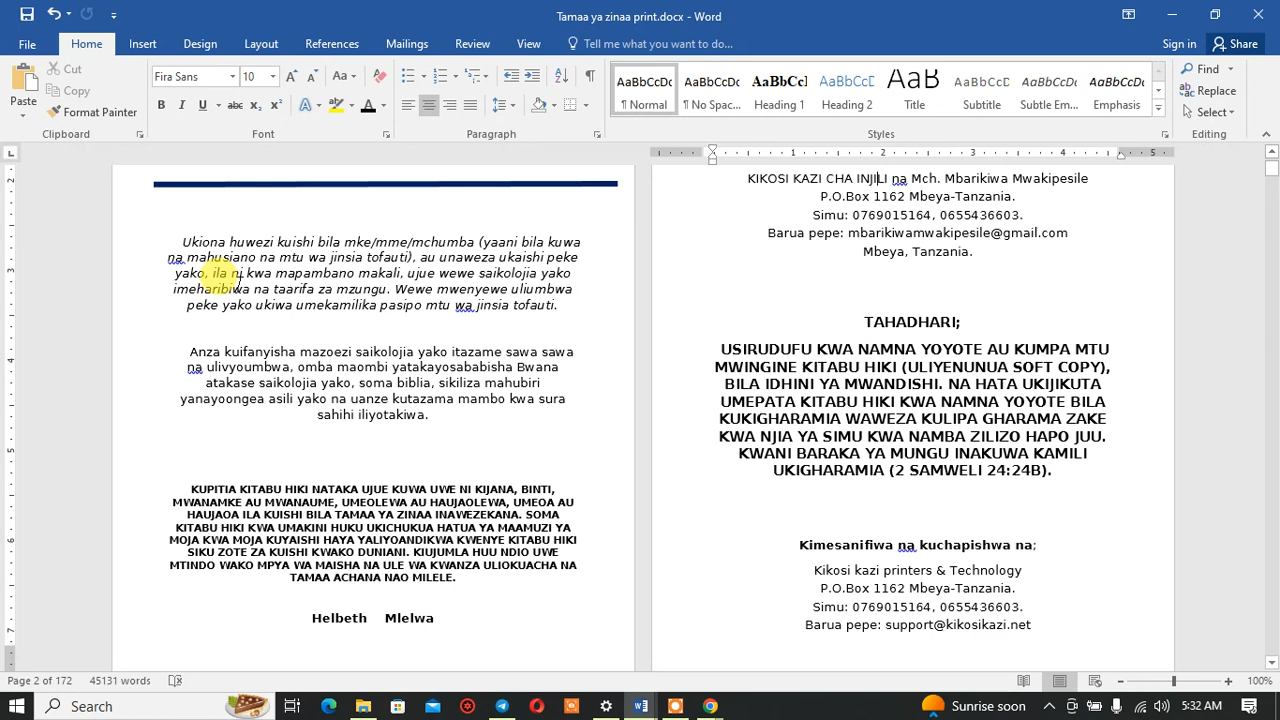 Tamaa ya zinaa print.docx - Word
File Home Insert Design Layout References Mailings Review View Tell me what you want to do... Sign in Share
Paste Cut Copy Format Painter
Clipboard
Fira Sans 10
Font
Paragraph
AaBbCcDc ¶ Normal
AaBbCcDc ¶ No Spac...
AaBbCc Heading 1
AaBbCcD Heading 2
AaB Title
AaBbCcD Subtitle
AaBbCcDc Subtle Em...
AaBbCcDc Emphasis
Styles
Find
Replace
Select
Editing
Ukiona huwezi kuishi bila mke/mme/mchumba (yaani bila kuwa
na mahusiano na mtu wa jinsia tofauti), au unaweza ukaishi peke
yako, ila ni kwa mapambano makali, ujue wewe saikolojia yako
imeharibiwa na taarifa za mzungu. Wewe mwenyewe uliumbwa
peke yako ukiwa umekamilika pasipo mtu wa jinsia tofauti.
Anza kuifanyisha mazoezi saikolojia yako itazame sawa sawa
na ulivyoumbwa, omba maombi yatakayosababisha Bwana
atakase saikolojia yako, soma biblia, sikiliza mahubiri
yanayoongea asili yako na uanze kutazama mambo kwa sura
sahihi iliyotakiwa.
KUPITIA KITABU HIKI NATAKA UJUE KUWA UWE NI KIJANA, BINTI,
MWANAMKE AU MWANAUME, UMEOLEWA AU HAUJAOLEWA, UMEOA AU
HAUJAOA ILA KUISHI BILA TAMAA YA ZINAA INAWEZEKANA. SOMA
KITABU HIKI KWA UMAKINI HUKU UKICHUKUA HATUA YA MAAMUZI YA
MOJA KWA MOJA KUYAISHI HAYA YALIYOANDIKWA KWENYE KITABU HIKI
SIKU ZOTE ZA KUISHI KWAKO DUNIANI. KIUJUMLA HUU NDIO UWE
MTINDO WAKO MPYA WA MAISHA NA ULE WA KWANZA ULIOKUACHA NA
TAMAA ACHANA NAO MILELE.
Helbeth Mlelwa
KIKOSI KAZI CHA INJILI na Mch. Mbarikiwa Mwakipesile
P.O.Box 1162 Mbeya-Tanzania.
Simu: 0769015164, 0655436603.
Barua pepe: mbarikiwamwakipesile@gmail.com
Mbeya, Tanzania.
TAHADHARI;
USIRUDUFU KWA NAMNA YOYOTE AU KUMPA MTU
MWINGINE KITABU HIKI (ULIYENUNUA SOFT COPY),
BILA IDHINI YA MWANDISHI. NA HATA UKIJIKUTA
UMEPATA KITABU HIKI KWA NAMNA YOYOTE BILA
KUKIGHARAMIA WAWEZA KULIPA GHARAMA ZAKE
KWA NJIA YA SIMU KWA NAMBA ZILIZO HAPO JUU.
KWANI BARAKA YA MUNGU INAKUWA KAMILI
UKIGHARAMIA (2 SAMWELI 24:24B).
Kimesanifiwa na kuchapishwa na;
Kikosi kazi printers & Technology
P.O.Box 1162 Mbeya-Tanzania.
Simu: 0769015164, 0655436603.
Barua pepe: support@kikosikazi.net
Page 2 of 172 45131 words 100%
Search Sunrise soon 5:32 AM